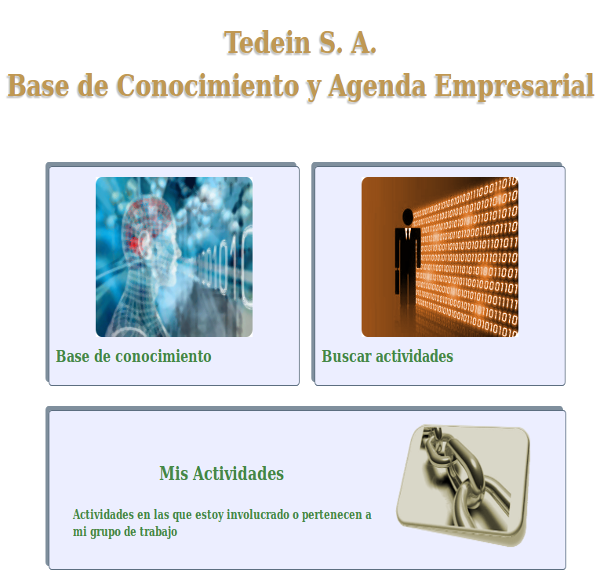 Tedein S. A.
Base de Conocimiento y Agenda Empresarial
Base de conocimiento
Buscar actividades
Mis Actividades
Actividades en las que estoy involucrado o pertenecen a
mi grupo de trabajo